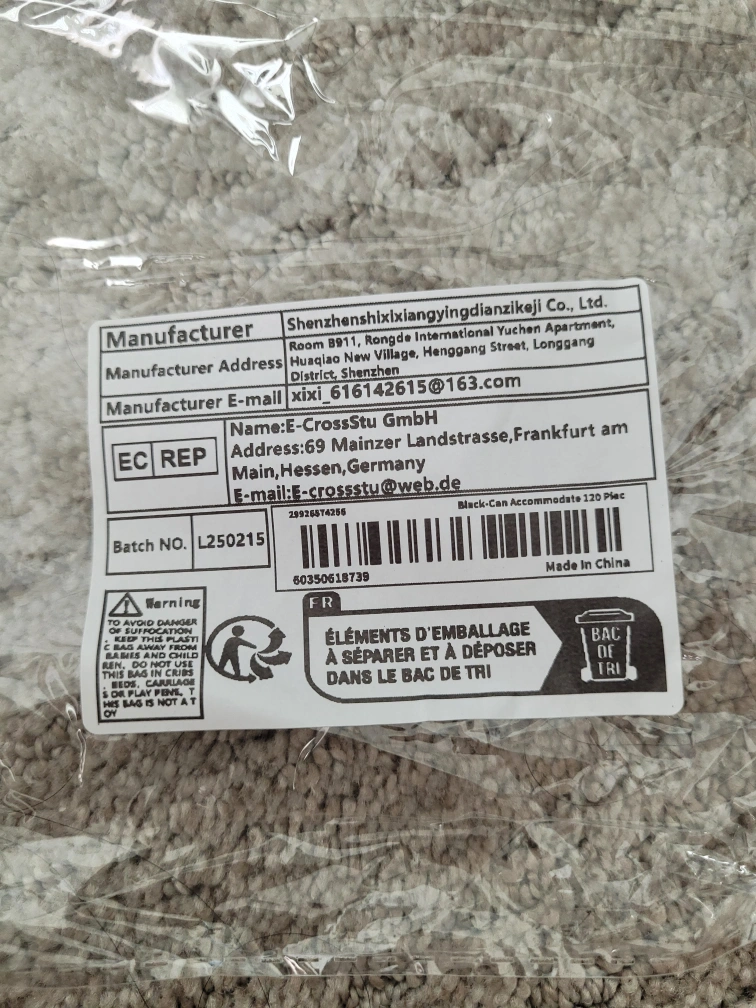 Manufacturer
Shenzhenshixixiangyingdianzikeji Co., Ltd.
Manufacturer Address
Room B911, Rongde International Yuchen Apartment,
Huaqiao New Village, Henggang Street, Longgang
District, Shenzhen
Manufacturer E-mail
xixi_616142615@163.com
EC REP
Name:E-CrossStu GmbH
Address:69 Mainzer Landstrasse,Frankfurt am
Main,Hessen,Germany
E-mail:E-crossstu@web.de
Batch NO.
L250215
29926574256
Black-Can Accommodate 120 Piec
60350618739
Made In China
Warning
TO AVOID DANGER
OF SUFFOCATION
, KEEP THIS PLASTI
C BAG AWAY FROM
BABIES AND CHILD
REN. DO NOT USE
THIS BAG IN CRIBS
, BEDS, CARRIAGE
S OR PLAY PENS. T
HIS BAG IS NOT A T
OY
FR
ÉLÉMENTS D'EMBALLAGE
À SÉPARER ET À DÉPOSER
DANS LE BAC DE TRI
BAC
DE
TRI